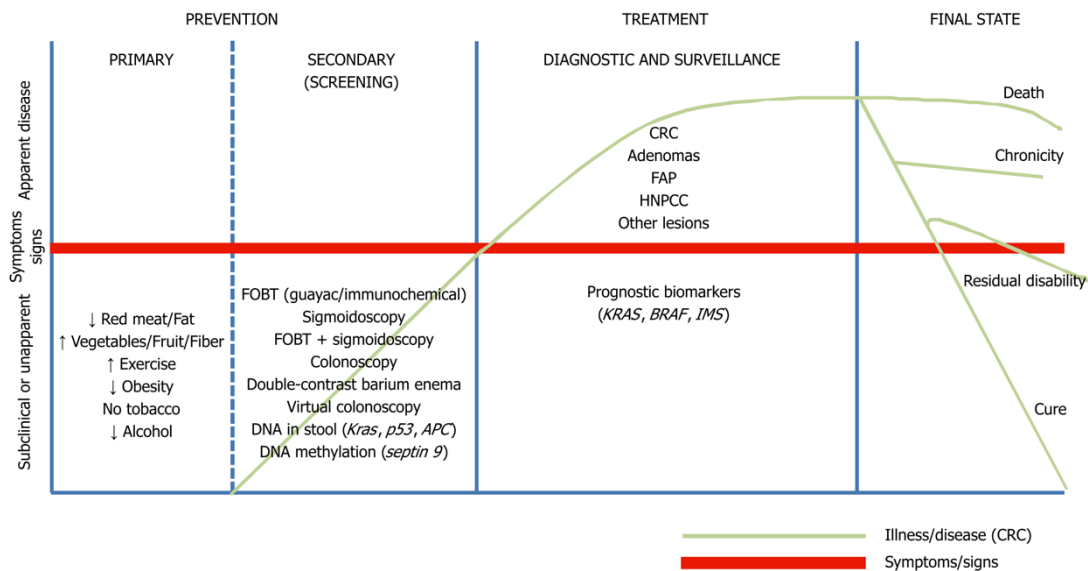 PREVENTION
TREATMENT
FINAL STATE
PRIMARY
SECONDARY
(SCREENING)
DIAGNOSTIC AND SURVEILLANCE
Apparent disease
Symptoms
signs
Subclinical or unapparent
↓ Red meat/Fat
↑ Vegetables/Fruit/Fiber
↑ Exercise
↓ Obesity
No tobacco
↓ Alcohol
FOBT (guayac/immunochemical)
Sigmoidoscopy
FOBT + sigmoidoscopy
Colonoscopy
Double-contrast barium enema
Virtual colonoscopy
DNA in stool (Kras, p53, APC)
DNA methylation (septin 9)
CRC
Adenomas
FAP
HNPCC
Other lesions
Prognostic biomarkers
(KRAS, BRAF, IMS)
Death
Chronicity
Residual disability
Cure
Illness/disease (CRC)
Symptoms/signs